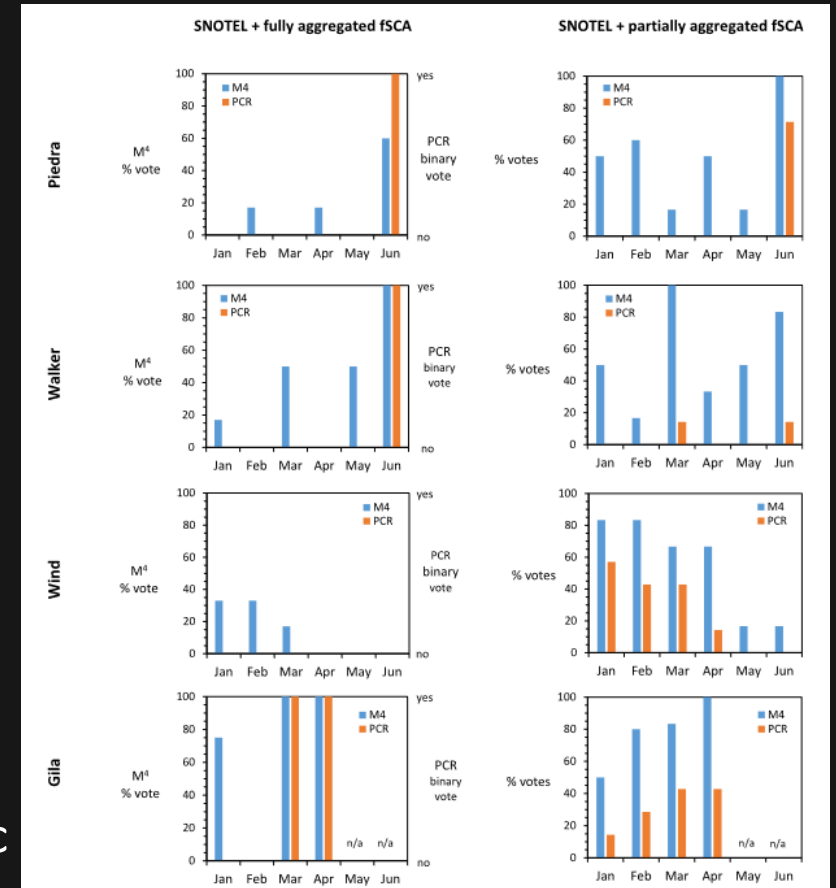 SNOTEL + fully aggregated fSCA
SNOTEL + partially aggregated fSCA
Piedra
M⁴
% vote
100
80
60
40
20
0
M4
PCR
Jan Feb Mar Apr May Jun
yes
PCR
binary
vote
no
% votes
100
80
60
40
20
0
M4
PCR
Jan Feb Mar Apr May Jun
Walker
M⁴
% vote
100
80
60
40
20
0
M4
PCR
Jan Feb Mar Apr May Jun
yes
PCR
binary
vote
no
% votes
100
80
60
40
20
0
M4
PCR
Jan Feb Mar Apr May Jun
Wind
M⁴
% vote
100
80
60
40
20
0
M4
PCR
Jan Feb Mar Apr May Jun
yes
PCR
binary
vote
no
% votes
100
80
60
40
20
0
M4
PCR
Jan Feb Mar Apr May Jun
Gila
M⁴
% vote
100
80
60
40
20
0
M4
PCR
n/a n/a
Jan Feb Mar Apr May Jun
yes
PCR
binary
vote
no
% votes
100
80
60
40
20
0
M4
PCR
n/a n/a
Jan Feb Mar Apr May Jun